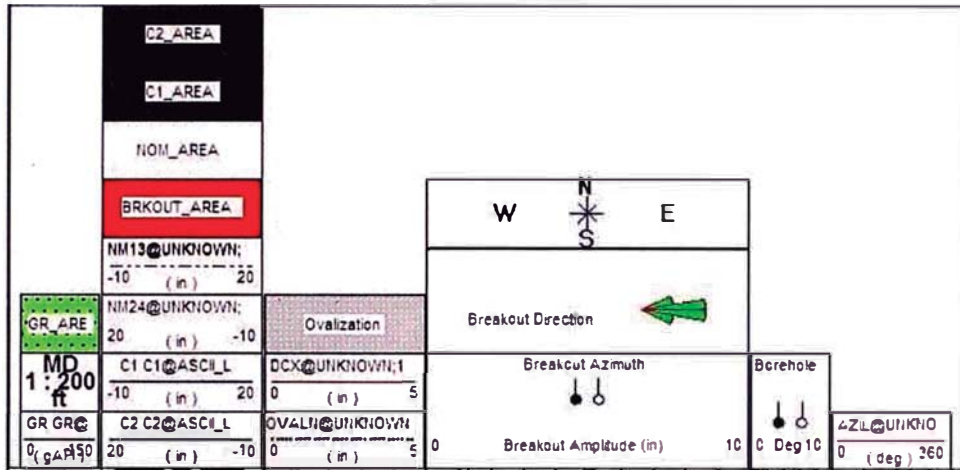 C2_AREA
C1_AREA
NOM_AREA
BRKOUT_AREA
N
W E
S
NM13@UNKNOWN;
-10 (in) 20
GR_ARE
NM24@UNKNOWN;
20 (in) -10
Ovalization
Breakout Direction
MD
1 : 200
ft
C1 C1@ASCII_L
-10 (in) 20
DCX@UNKNOWN;1
0 (in) 5
Breakout Azimuth
Borehole
GR GR@
0 (gAPI) 150
C2 C2@ASCII_L
20 (in) -10
OVALN@UNKNOWN
0 (in) 5
0 Breakout Amplitude (in) 10
0 Deg 10
AZIL@UNKNO
0 (deg) 360